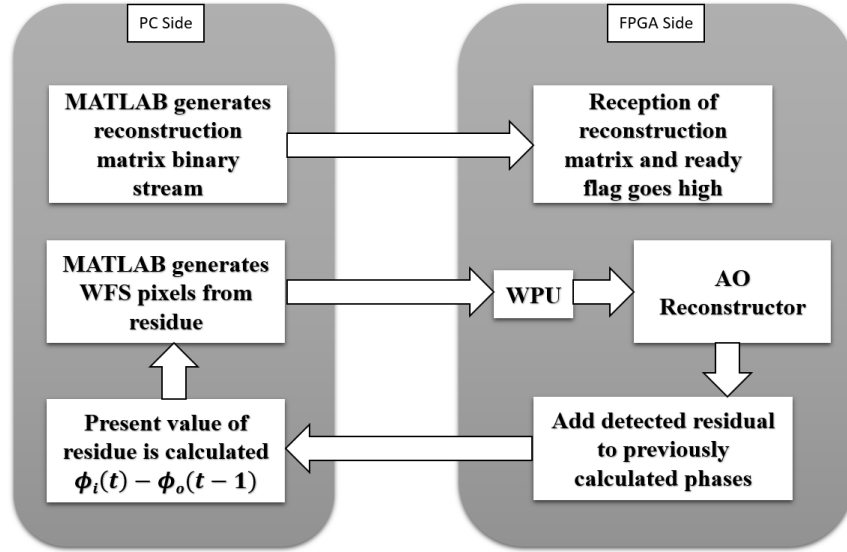 PC Side
FPGA Side
MATLAB generates
reconstruction
matrix binary
stream
Reception of
reconstruction
matrix and ready
flag goes high
MATLAB generates
WFS pixels from
residue
WPU
AO
Reconstructor
Present value of
residue is calculated
𝝓ᵢ(𝒕) − 𝝓ₒ(𝒕 − 𝟏)
Add detected residual
to previously
calculated phases